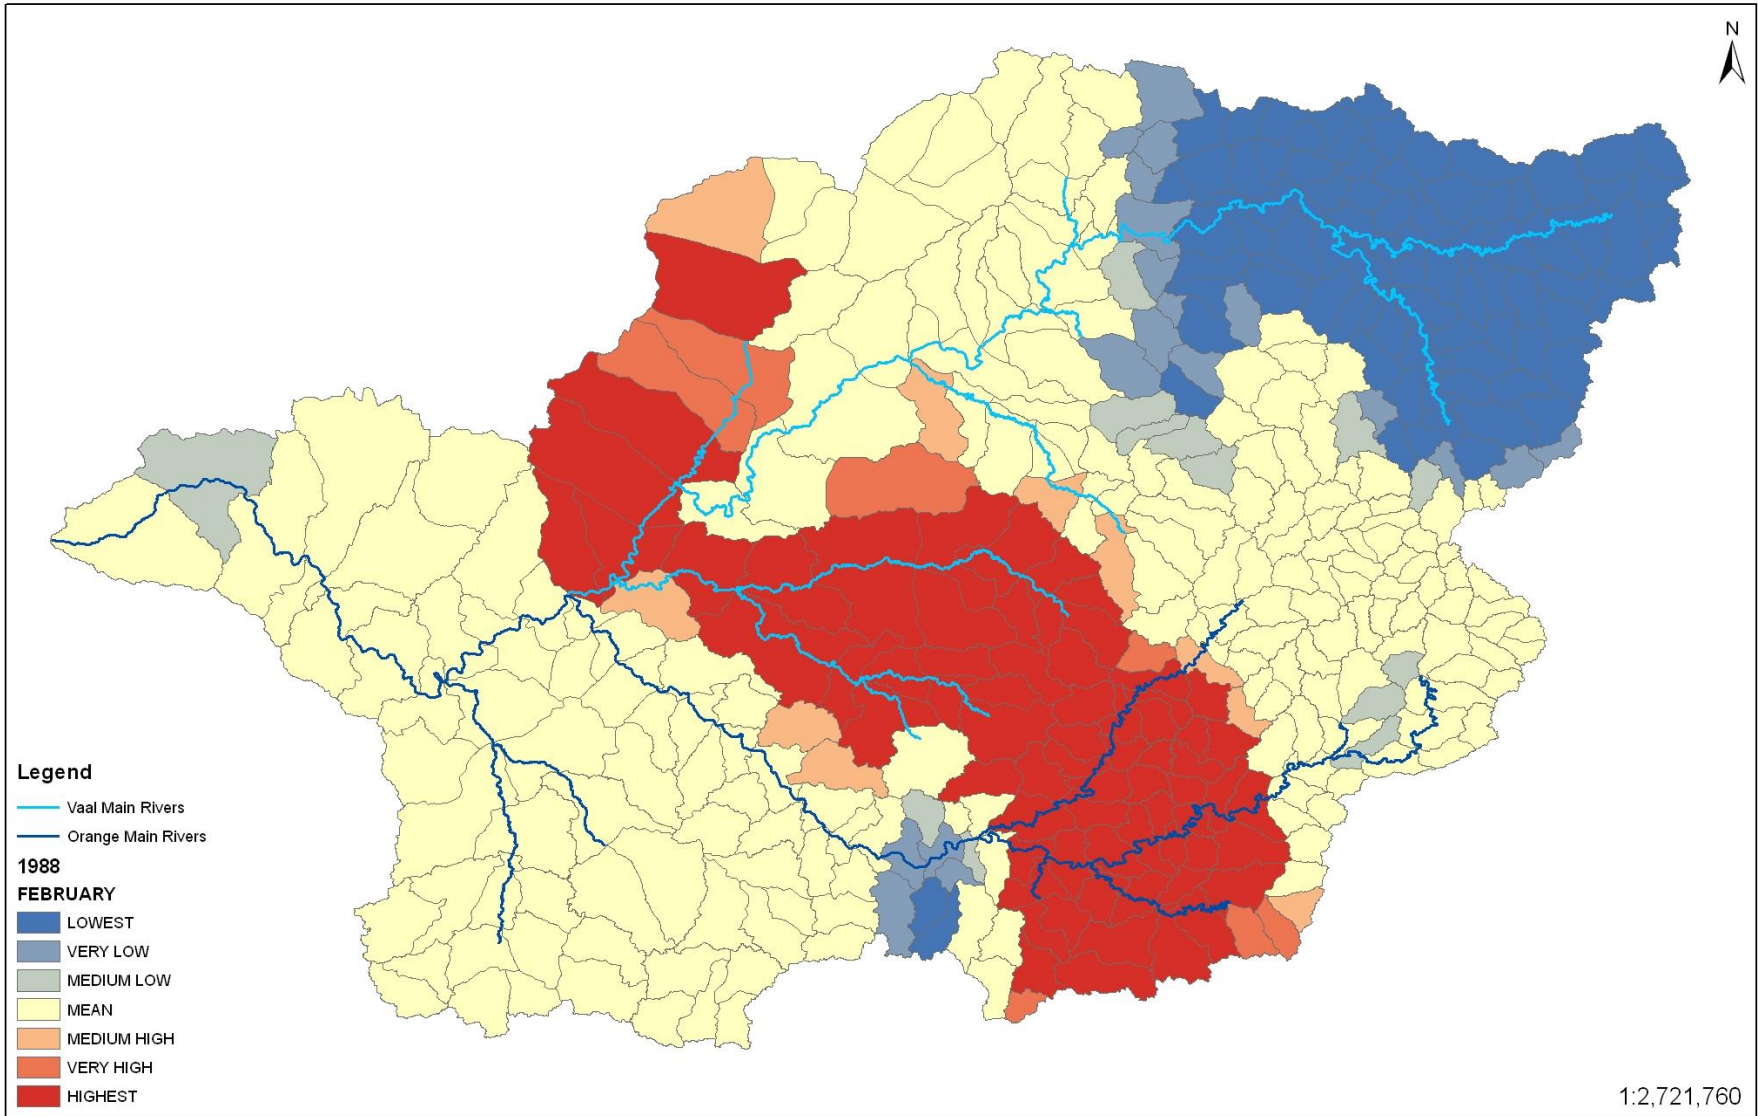 N
Legend
Vaal Main Rivers
Orange Main Rivers
1988
FEBRUARY
LOWEST
VERY LOW
MEDIUM LOW
MEAN
MEDIUM HIGH
VERY HIGH
HIGHEST
1:2,721,760